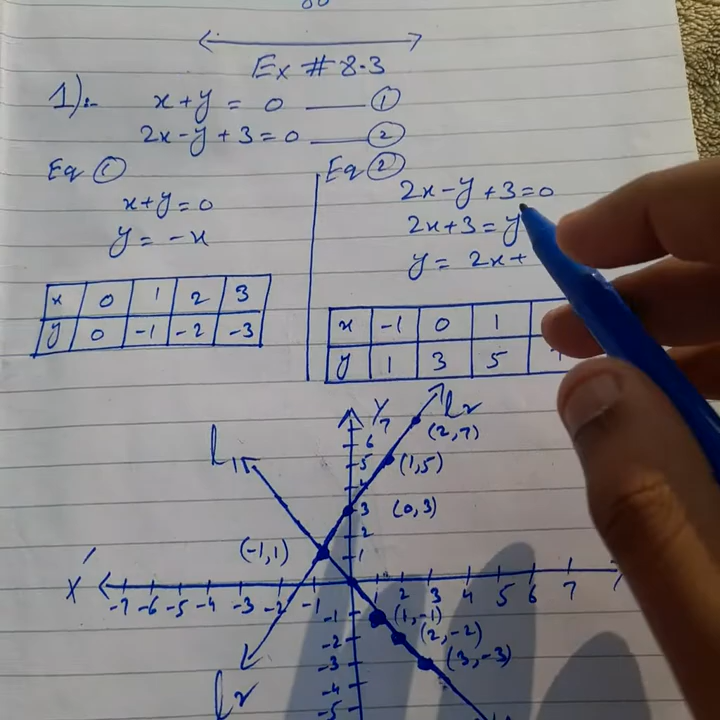 Ex # 8.3
1):- x + y = 0 —— ①
2x - y + 3 = 0 —— ②
Eq ①
x + y = 0
y = -x
x 0 1 2 3
y 0 -1 -2 -3
Eq ②
2x - y + 3 = 0
2x + 3 = y
y = 2x +
x -1 0 1
y 1 3 5
Y
7
6
5
4
3
2
1
(2,7)
(1,5)
(0,3)
(-1,1)
X'
-7 -6 -5 -4 -3 -2 -1 1 2 3 4 5 6 7
-1
-2
-3
-4
-5
(1,-1)
(2,-2)
(3,-3)